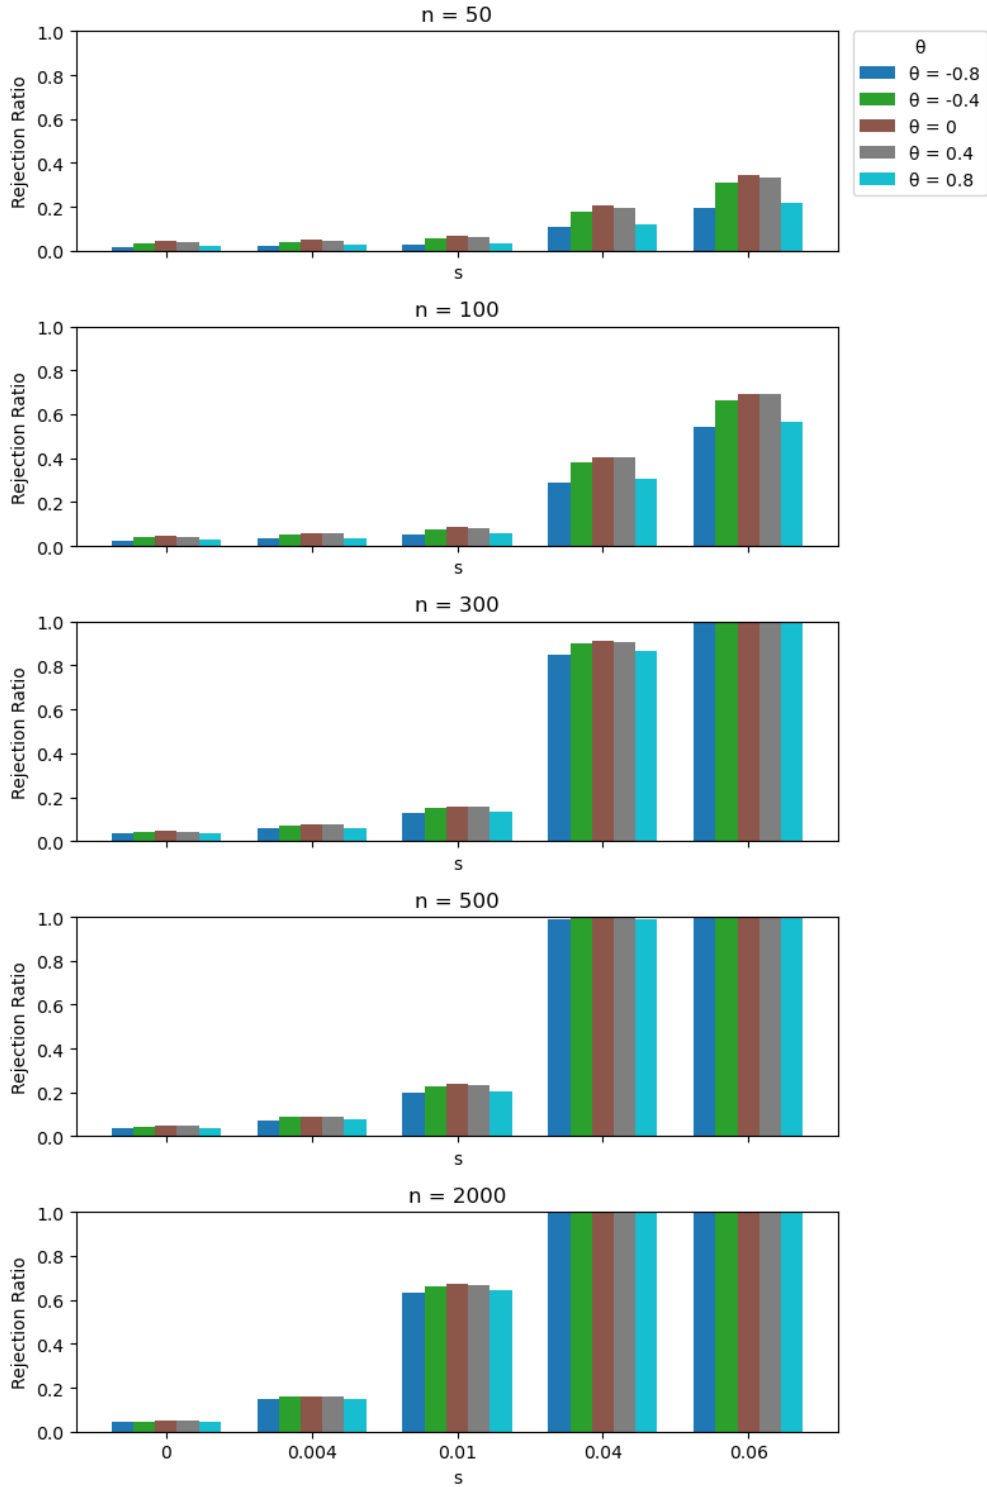 n = 50
1.0
0.8
0.6
0.4
0.2
0.0
Rejection Ratio
s
θ
θ = -0.8
θ = -0.4
θ = 0
θ = 0.4
θ = 0.8
n = 100
1.0
0.8
0.6
0.4
0.2
0.0
Rejection Ratio
s
n = 300
1.0
0.8
0.6
0.4
0.2
0.0
Rejection Ratio
s
n = 500
1.0
0.8
0.6
0.4
0.2
0.0
Rejection Ratio
s
n = 2000
1.0
0.8
0.6
0.4
0.2
0.0
Rejection Ratio
0 0.004 0.01 0.04 0.06
s